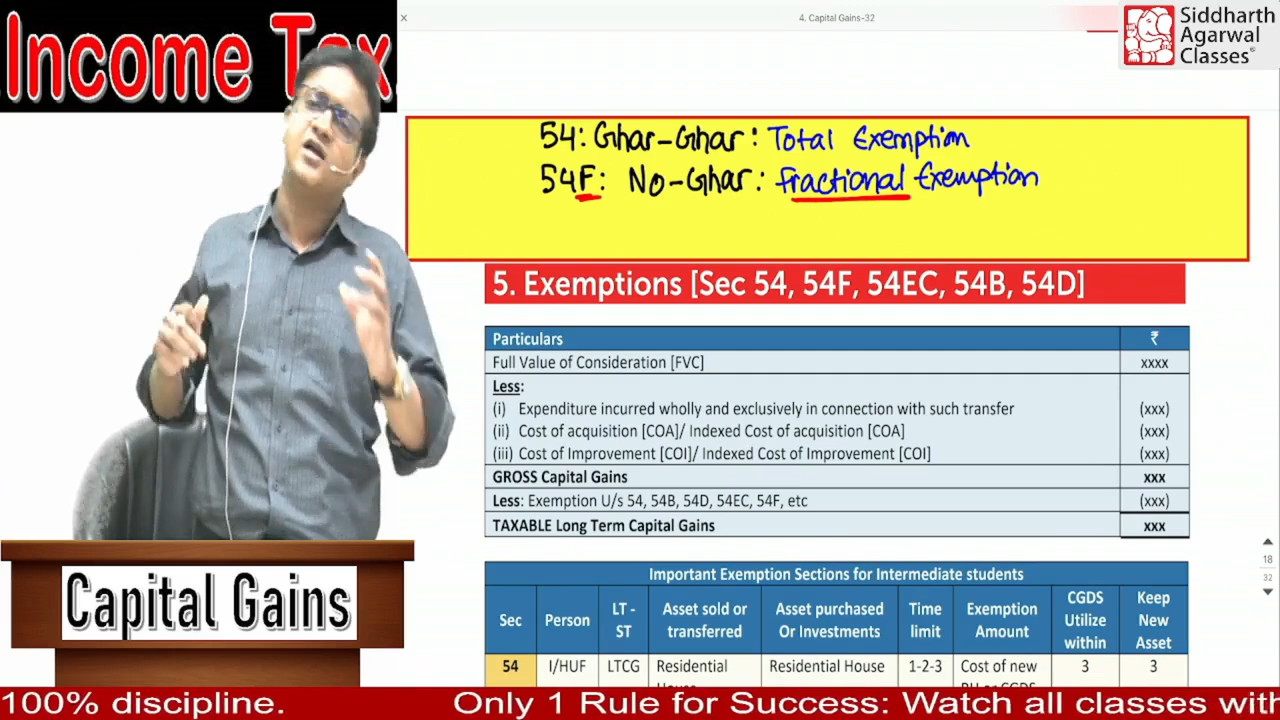 Income Tax
4. Capital Gains-32
Siddharth
Agarwal
Classes
54: Ghar-Ghar: Total Exemption
54F: No-Ghar: fractional Exemption
5. Exemptions [Sec 54, 54F, 54EC, 54B, 54D]
Particulars ₹
Full Value of Consideration [FVC] xxxx
Less:
(i) Expenditure incurred wholly and exclusively in connection with such transfer (xxx)
(ii) Cost of acquisition [COA]/ Indexed Cost of acquisition [COA] (xxx)
(iii) Cost of Improvement [COI]/ Indexed Cost of Improvement [COI] (xxx)
GROSS Capital Gains xxx
Less: Exemption U/s 54, 54B, 54D, 54EC, 54F, etc (xxx)
TAXABLE Long Term Capital Gains xxx
18
32
Important Exemption Sections for Intermediate students
Sec Person LT - ST Asset sold or transferred Asset purchased Or Investments Time limit Exemption Amount CGDS Utilize within Keep New Asset
54 I/HUF LTCG Residential Residential House 1-2-3 Cost of new 3 3
Capital Gains
100% discipline. Only 1 Rule for Success: Watch all classes with